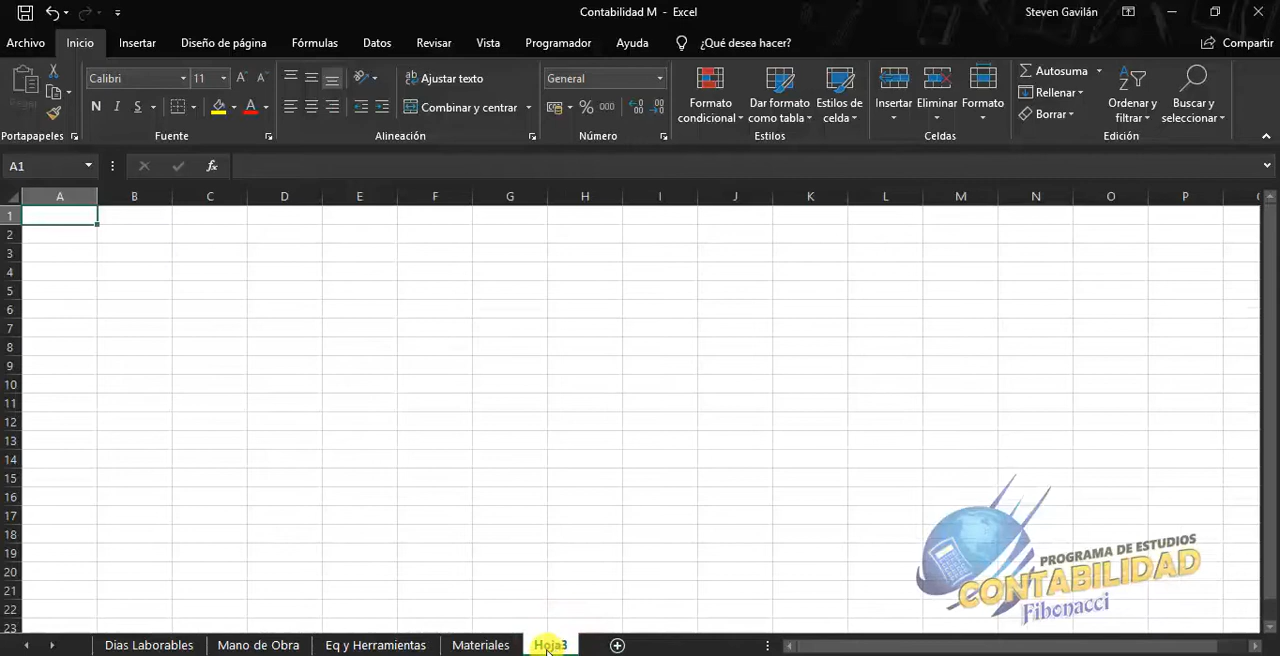 Contabilidad M - Excel
Steven Gavilán
Archivo Inicio Insertar Diseño de página Fórmulas Datos Revisar Vista Programador Ayuda ¿Qué desea hacer? Compartir
Calibri 11 Ajustar texto General Autosuma
Formato condicional
Dar formato como tabla
Estilos de celda
Insertar Eliminar Formato
Rellenar
Ordenar y filtrar
Buscar y seleccionar
N K S Combinar y centrar % 000
Borrar
Portapapeles Fuente Alineación Número Estilos Celdas Edición
A1 fx
A B C D E F G H I J K L M N O P
1
2
3
4
5
6
7
8
9
10
11
12
13
14
15
16
17
18
19
20
21
22
23
PROGRAMA DE ESTUDIOS
CONTABILIDAD
Fibonacci
Dias Laborables Mano de Obra Eq y Herramientas Materiales Hoja3